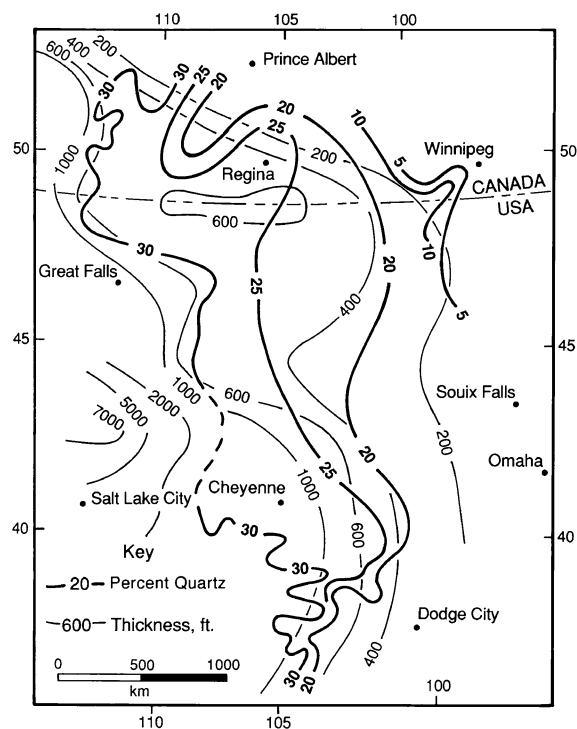 110 105 100
600 400 200 30 25 20
Prince Albert
30
20
10
25
1000
50
200
5
Winnipeg
50
Regina
CANADA
USA
600
30
10
20
Great Falls
25
400
5
45
45
1000
600
2000
5000
7000
Souix Falls
200
20
25
Omaha
1000
Salt Lake City
Cheyenne
40
30
600
40
Key
30
20 Percent Quartz
600 Thickness, ft.
Dodge City
400
0 500 1000
km
30 20
100
110 105